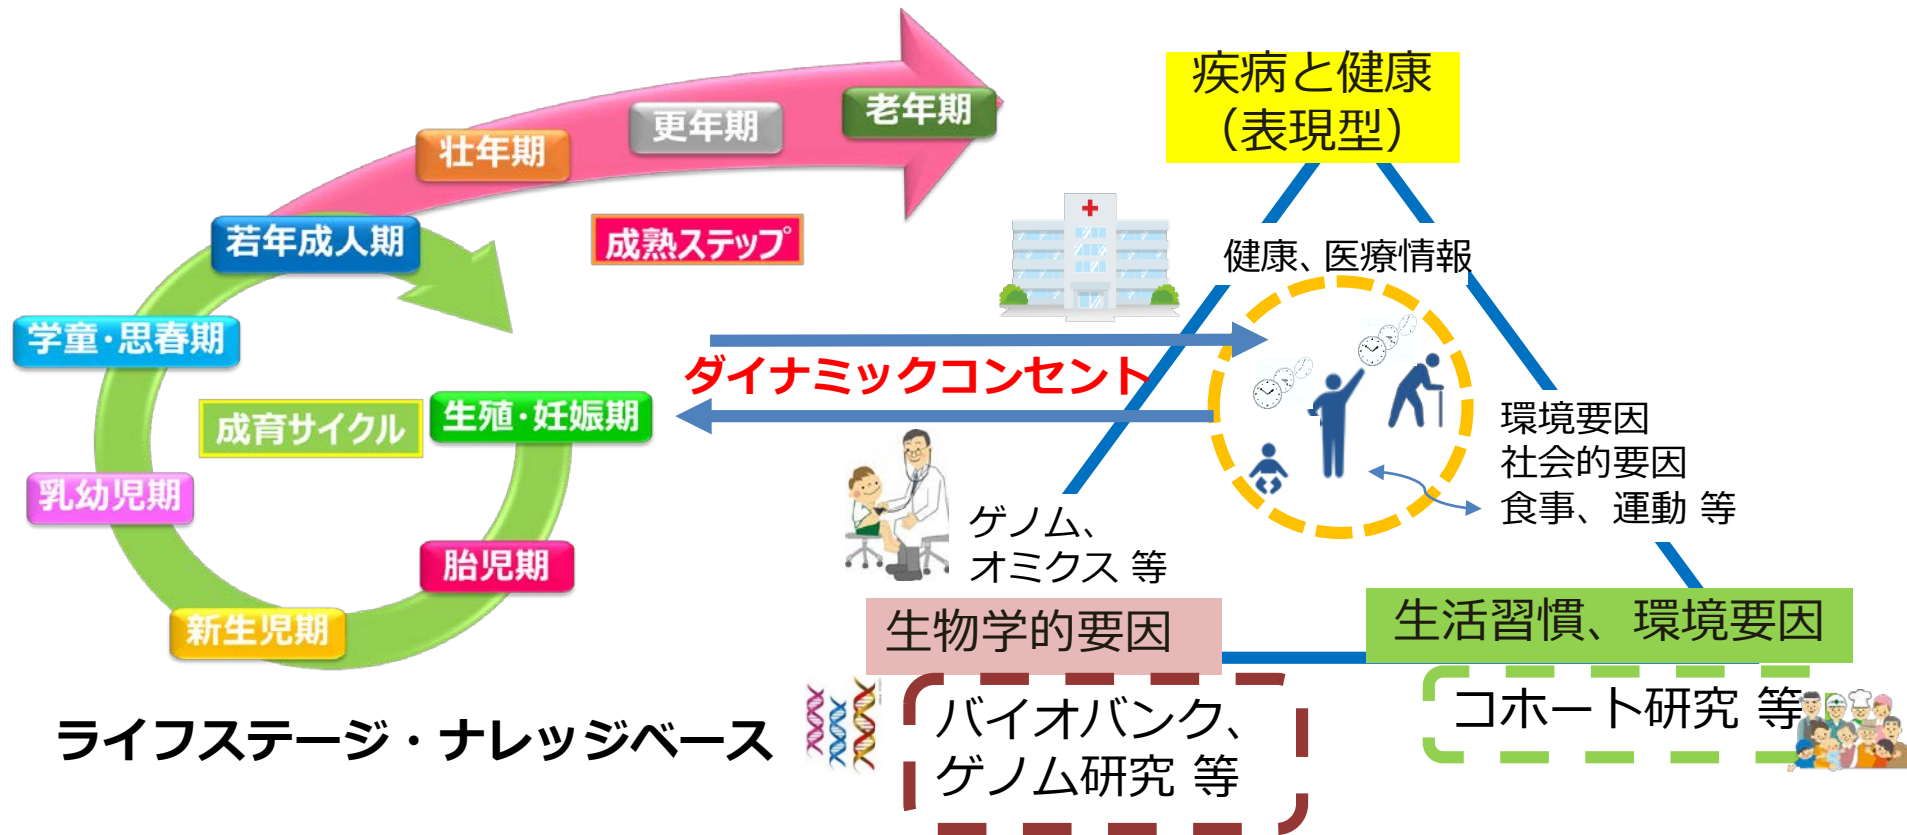 老年期
更年期
壮年期
若年成人期
成熟ステップ
学童・思春期
成育サイクル
生殖・妊娠期
乳幼児期
胎児期
新生児期
ライフステージ・ナレッジベース
ダイナミックコンセント
疾病と健康
（表現型）
健康、医療情報
環境要因
社会的要因
食事、運動 等
ゲノム、
オミクス 等
生物学的要因
生活習慣、環境要因
バイオバンク、
ゲノム研究 等
コホート研究 等